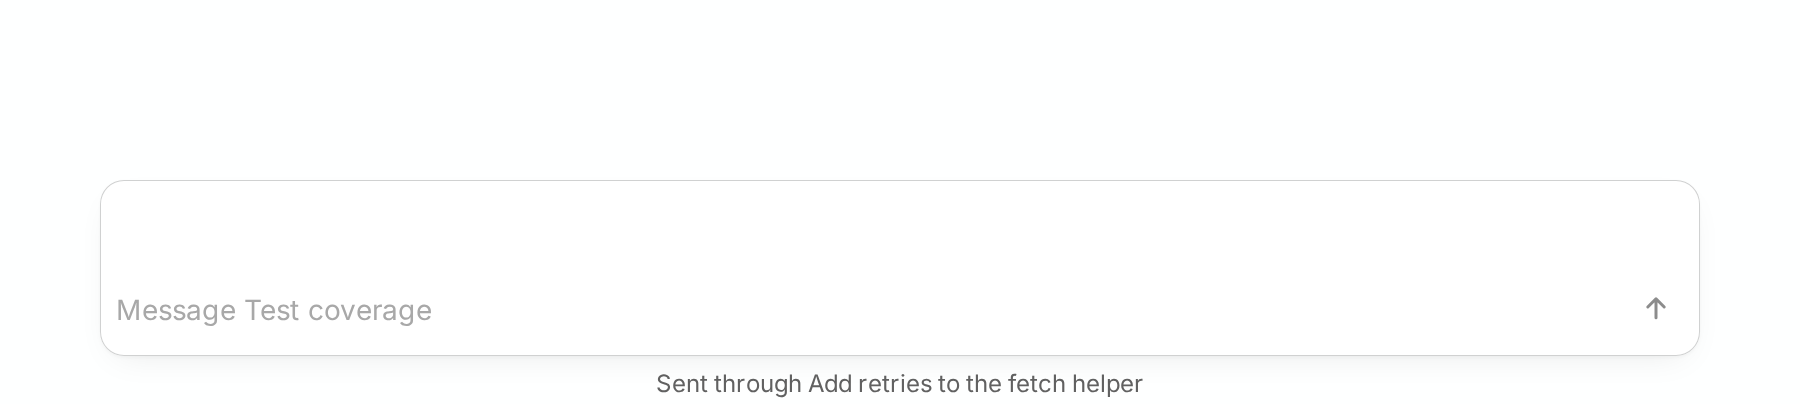 Message Test coverage
Sent through Add retries to the fetch helper